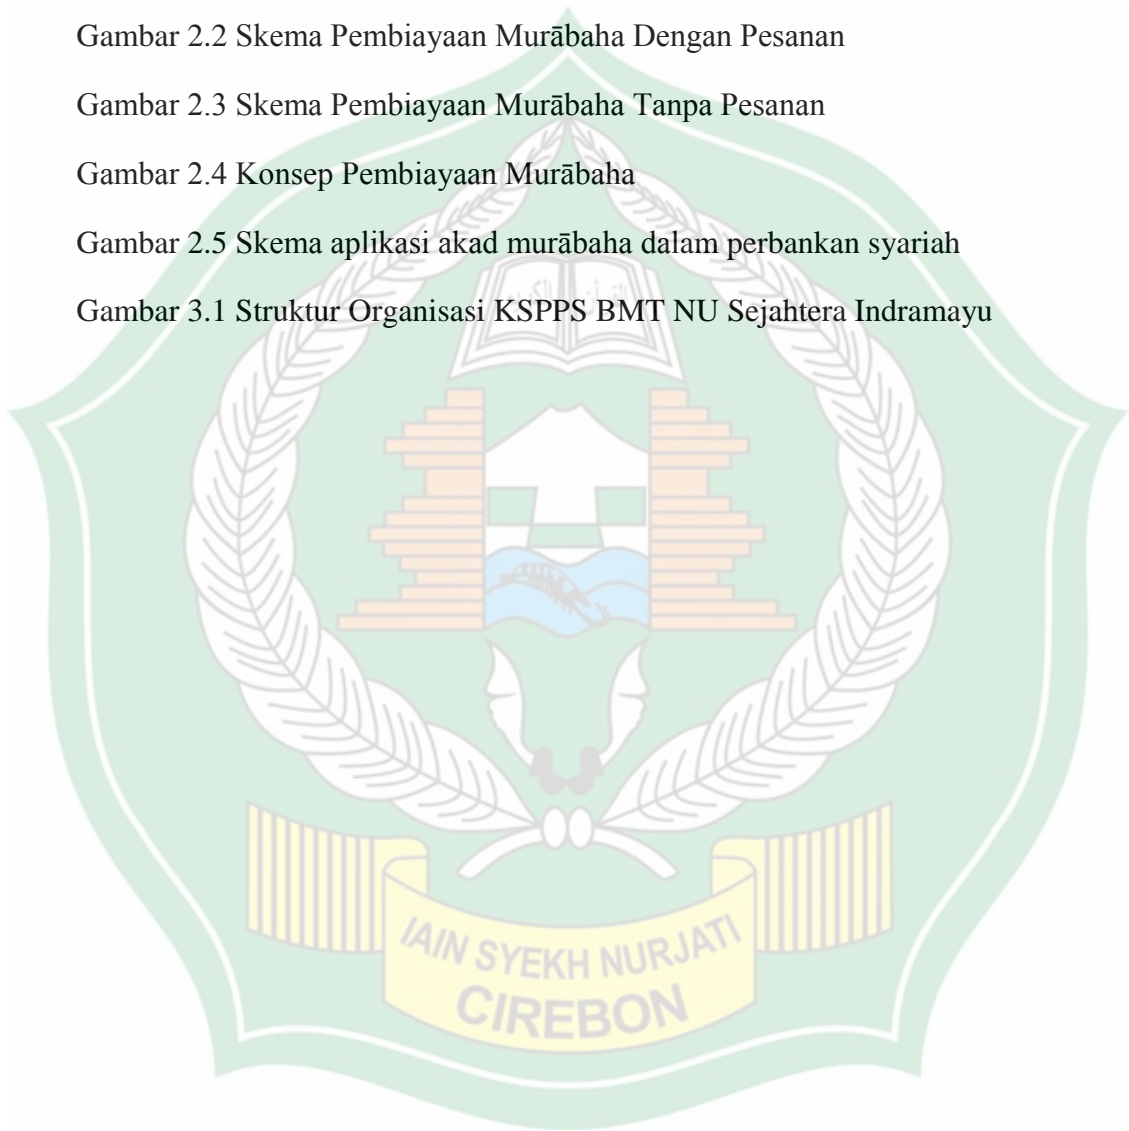 Gambar 2.2 Skema Pembiayaan Murābaha Dengan Pesanan
Gambar 2.3 Skema Pembiayaan Murābaha Tanpa Pesanan
Gambar 2.4 Konsep Pembiayaan Murābaha
Gambar 2.5 Skema aplikasi akad murābaha dalam perbankan syariah
Gambar 3.1 Struktur Organisasi KSPPS BMT NU Sejahtera Indramayu
IAIN SYEKH NURJATI
CIREBON